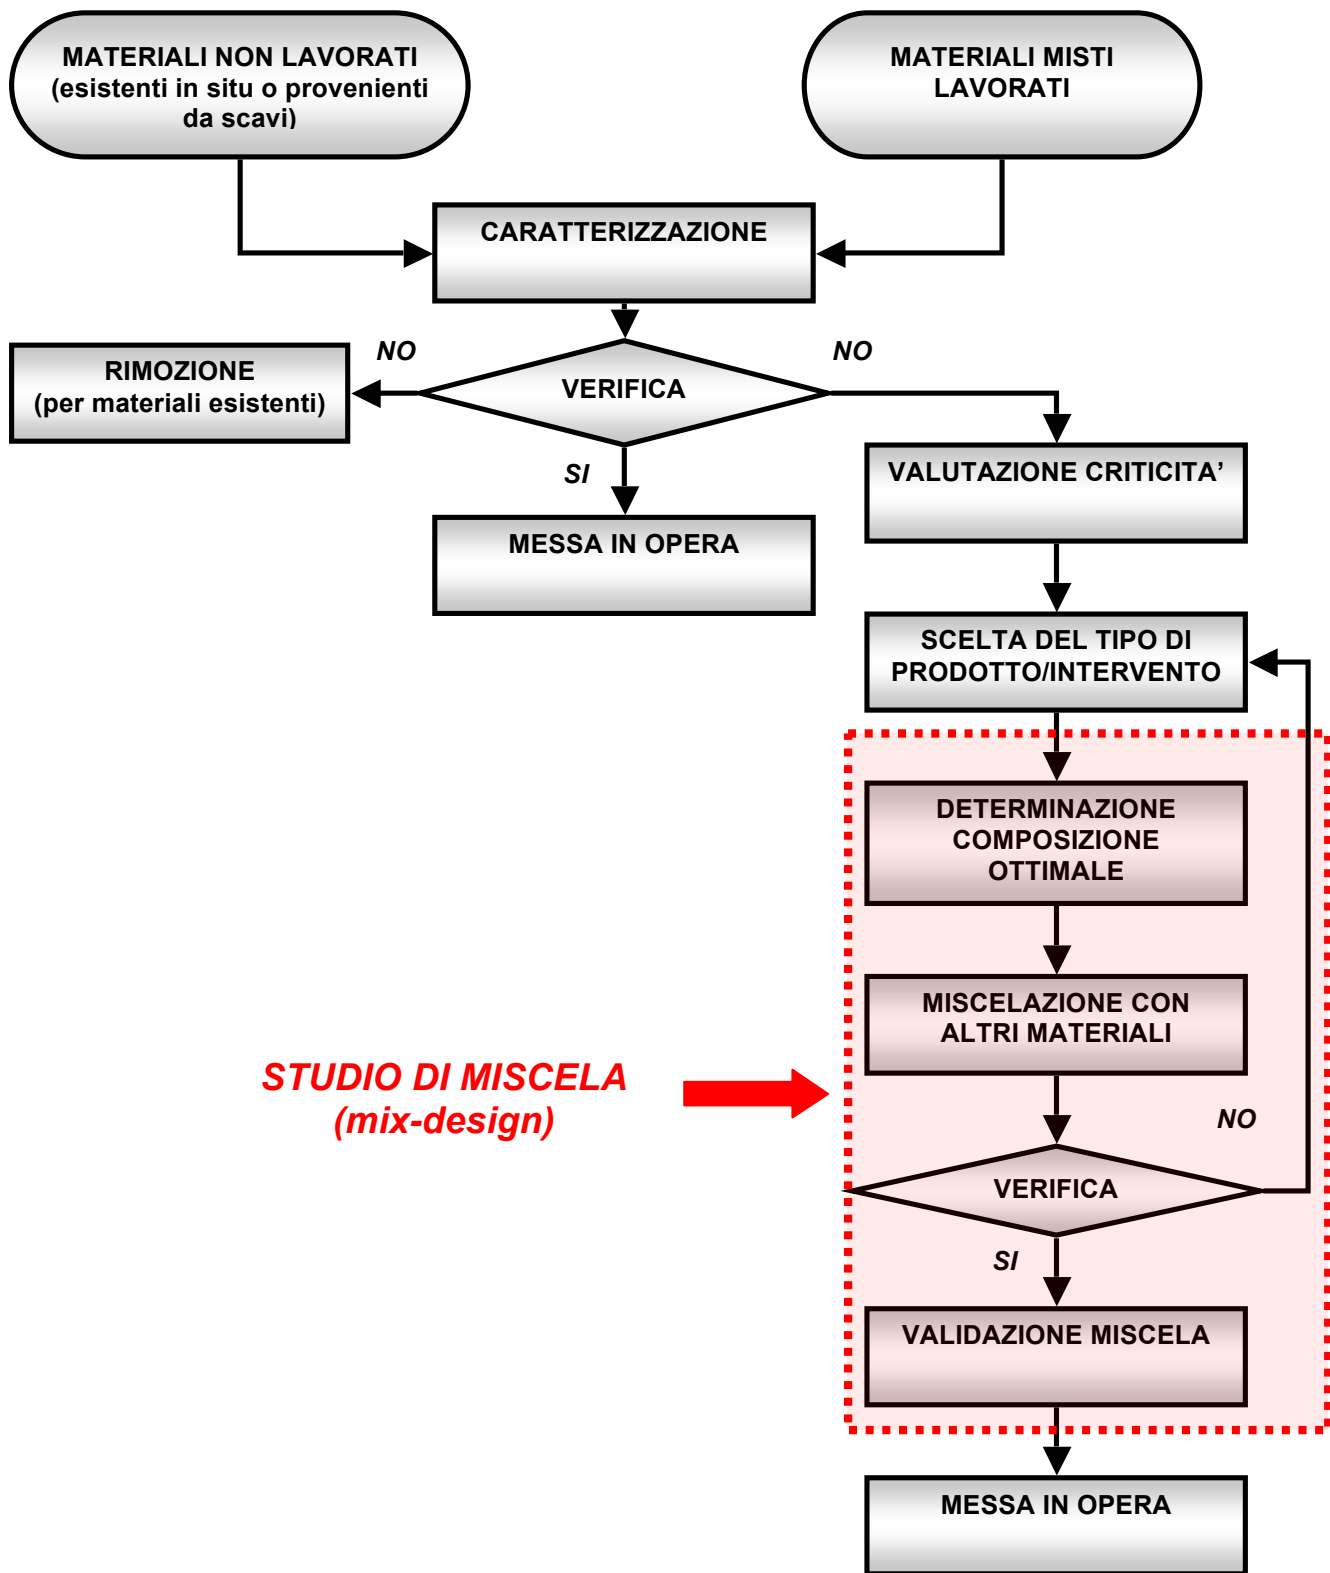 MATERIALI NON LAVORATI
(esistenti in situ o provenienti
da scavi)
MATERIALI MISTI
LAVORATI
CARATTERIZZAZIONE
NO
NO
RIMOZIONE
(per materiali esistenti)
VERIFICA
SI
VALUTAZIONE CRITICITA’
MESSA IN OPERA
SCELTA DEL TIPO DI
PRODOTTO/INTERVENTO
DETERMINAZIONE
COMPOSIZIONE
OTTIMALE
MISCELAZIONE CON
ALTRI MATERIALI
STUDIO DI MISCELA
(mix-design)
NO
VERIFICA
SI
VALIDAZIONE MISCELA
MESSA IN OPERA